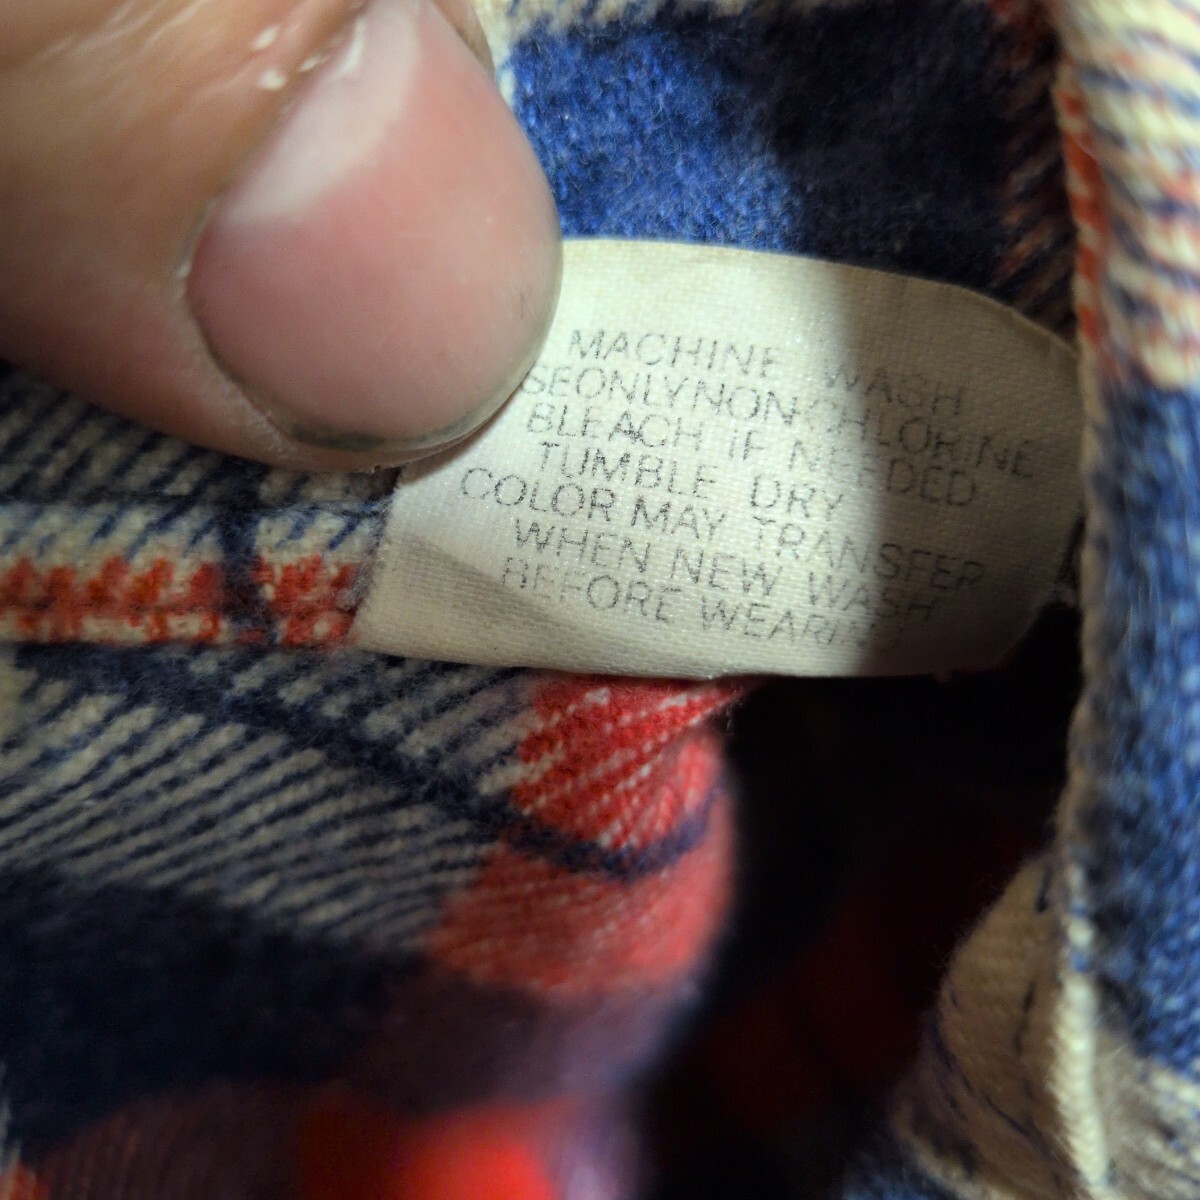 MACHINE WASH
SEONLYNONCHLORINE
BLEACH IF NEEDED
TUMBLE DRY
COLOR MAY TRANSFER
WHEN NEW WASH
BEFORE WEARING